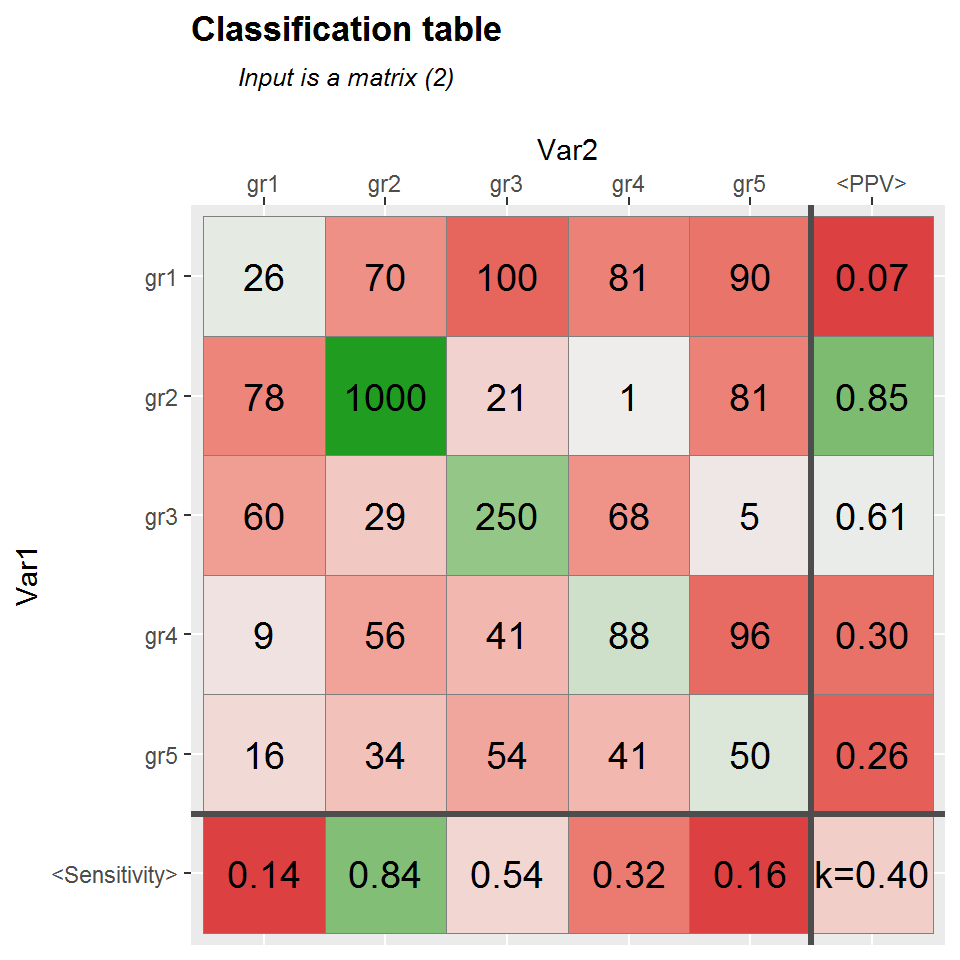 Classification table
Input is a matrix (2)
Var2
gr1 gr2 gr3 gr4 gr5 <PPV>
gr1 26 70 100 81 90 0.07
gr2 78 1000 21 1 81 0.85
gr3 60 29 250 68 5 0.61
Var1
gr4 9 56 41 88 96 0.30
gr5 16 34 54 41 50 0.26
<Sensitivity> 0.14 0.84 0.54 0.32 0.16 k=0.40